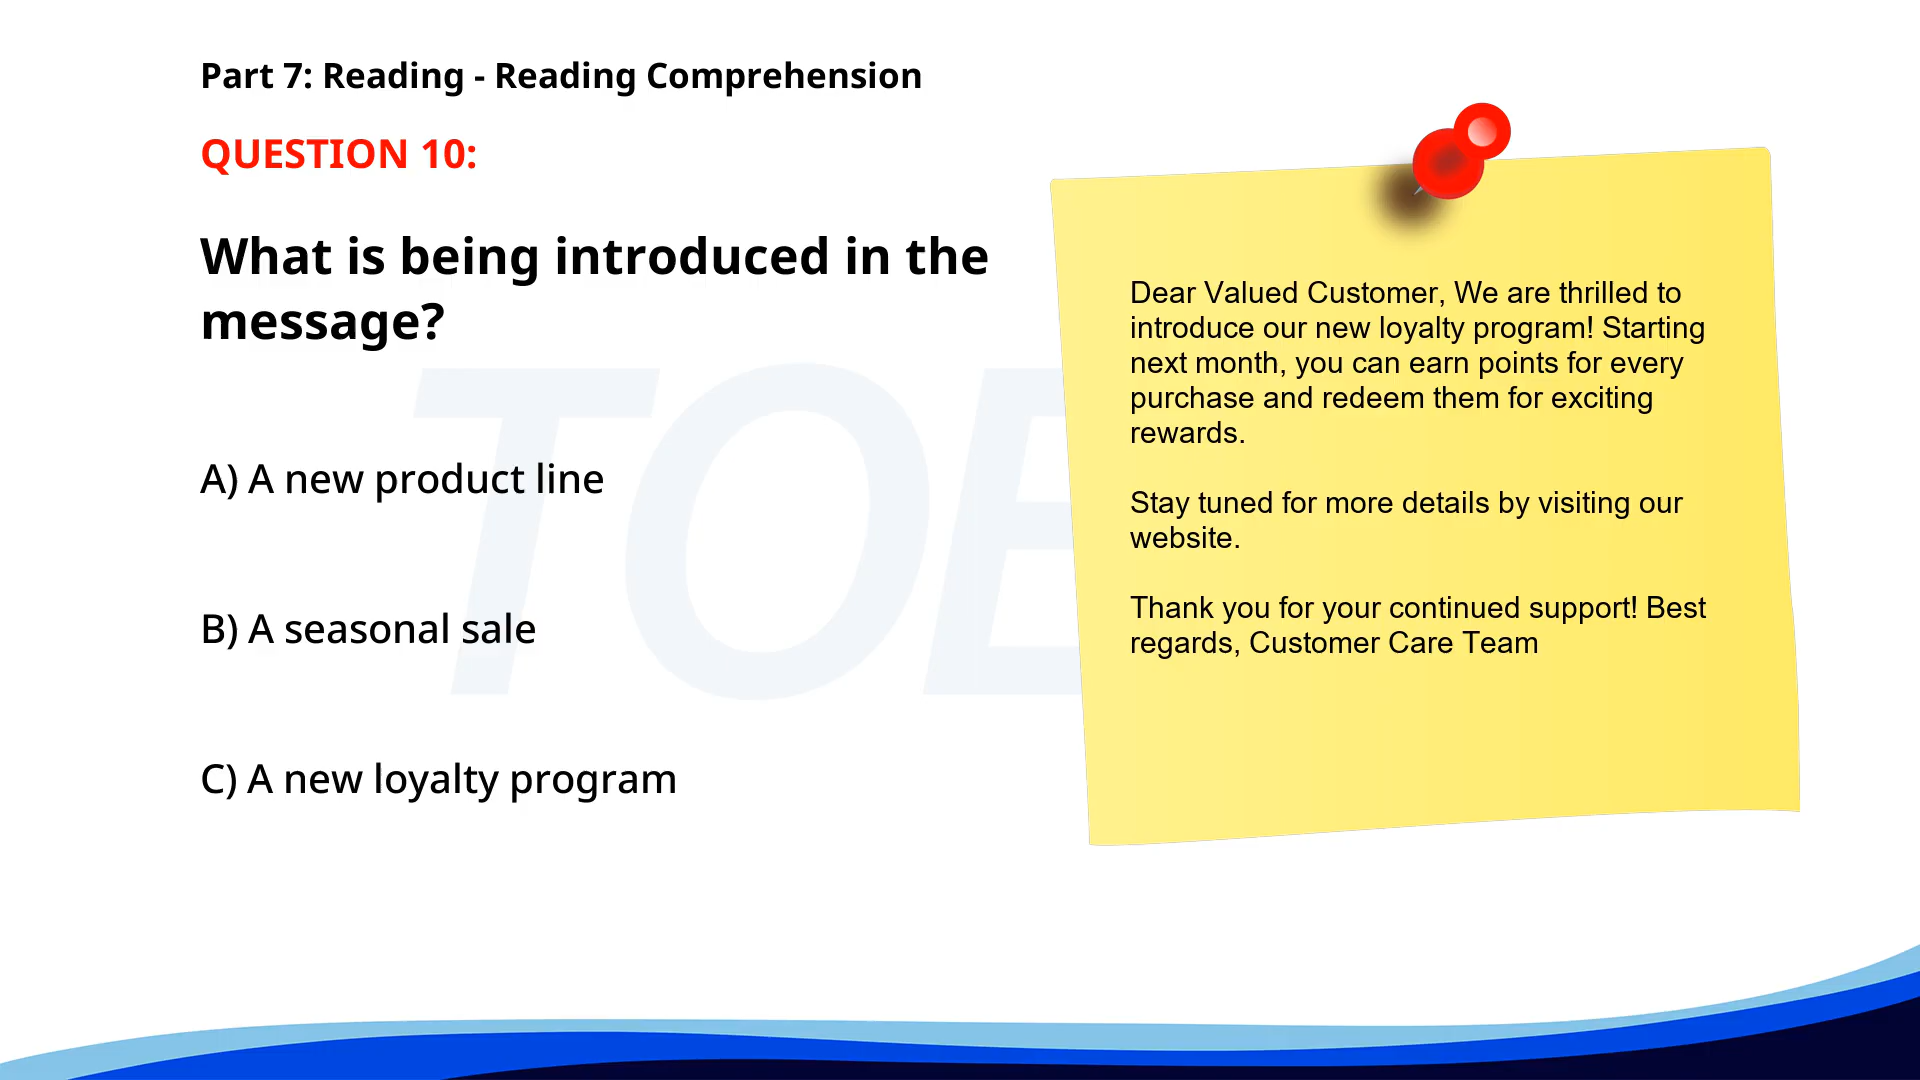 Part 7: Reading - Reading Comprehension
QUESTION 10:
What is being introduced in the
message?
A) A new product line
B) A seasonal sale
C) A new loyalty program
Dear Valued Customer, We are thrilled to
introduce our new loyalty program! Starting
next month, you can earn points for every
purchase and redeem them for exciting
rewards.
Stay tuned for more details by visiting our
website.
Thank you for your continued support! Best
regards, Customer Care Team
TOE